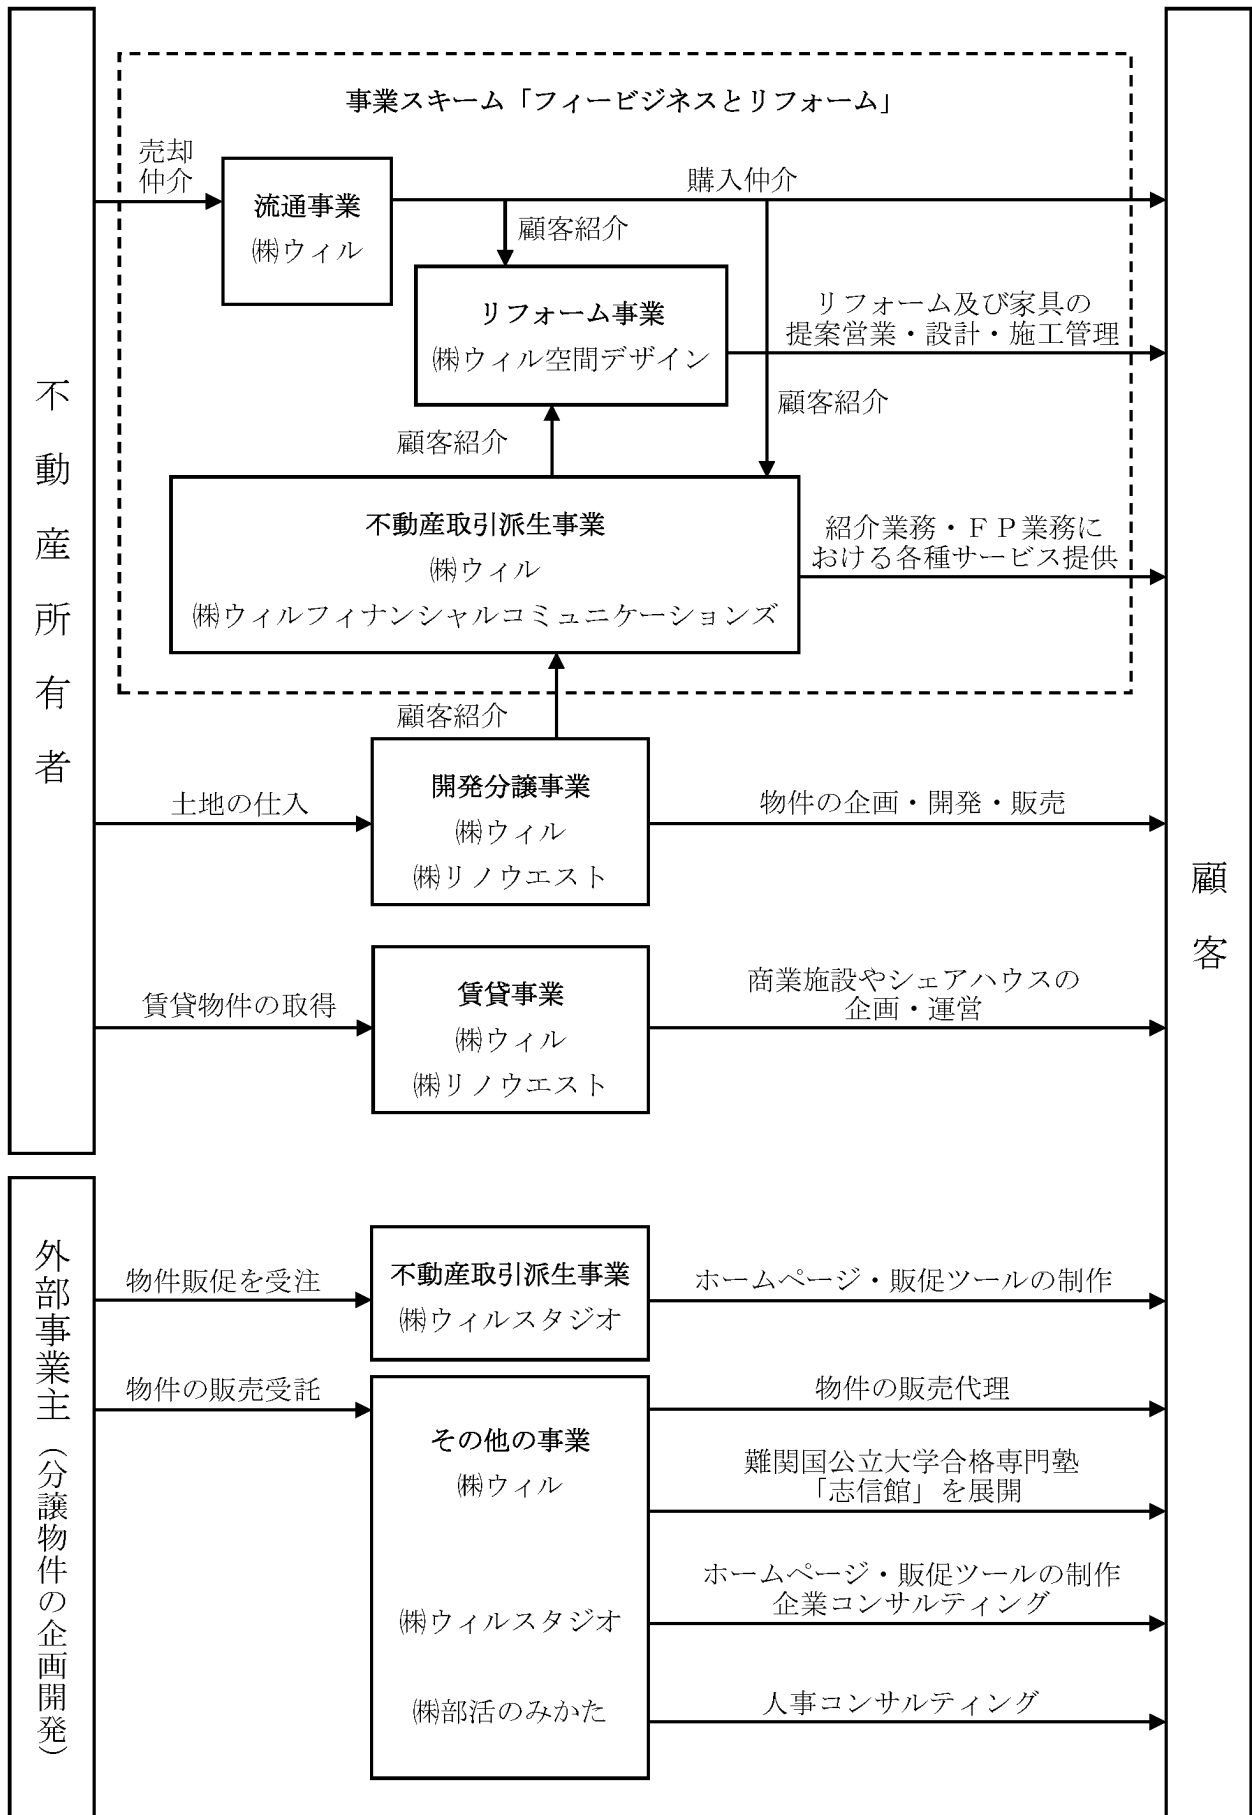 不動産所有者
事業スキーム「フィービジネスとリフォーム」
売却
仲介
流通事業
㈱ウィル
購入仲介
顧客紹介
リフォーム事業
㈱ウィル空間デザイン
リフォーム及び家具の
提案営業・設計・施工管理
顧客紹介
顧客紹介
不動産取引派生事業
㈱ウィル
㈱ウィルフィナンシャルコミュニケーションズ
紹介業務・ＦＰ業務に
おける各種サービス提供
顧客紹介
土地の仕入
開発分譲事業
㈱ウィル
㈱リノウエスト
物件の企画・開発・販売
賃貸物件の取得
賃貸事業
㈱ウィル
㈱リノウエスト
商業施設やシェアハウスの
企画・運営
顧客
外部事業主（分譲物件の企画開発）
物件販促を受注
不動産取引派生事業
㈱ウィルスタジオ
ホームページ・販促ツールの制作
物件の販売受託
その他の事業
㈱ウィル
物件の販売代理
難関国公立大学合格専門塾
「志信館」を展開
㈱ウィルスタジオ
ホームページ・販促ツールの制作
企業コンサルティング
㈱部活のみかた
人事コンサルティング